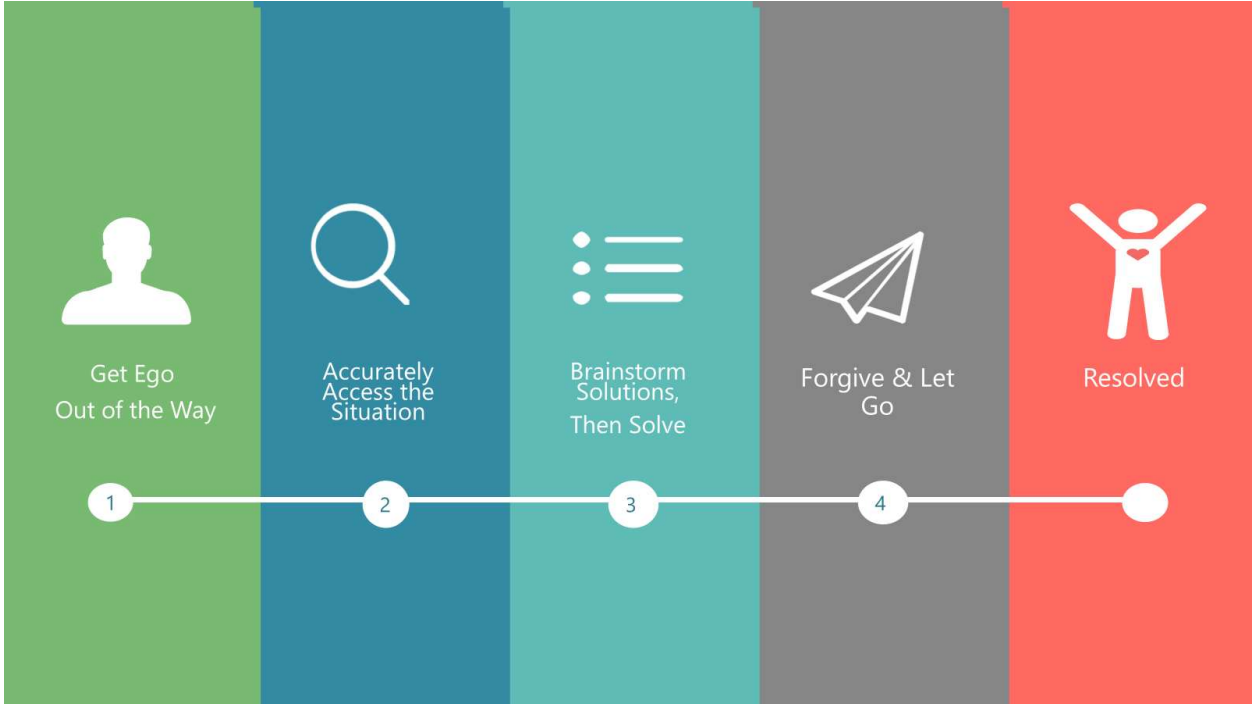 Get Ego
Out of the Way
Accurately
Access the
Situation
Brainstorm
Solutions,
Then Solve
Forgive & Let
Go
Resolved
1
2
3
4